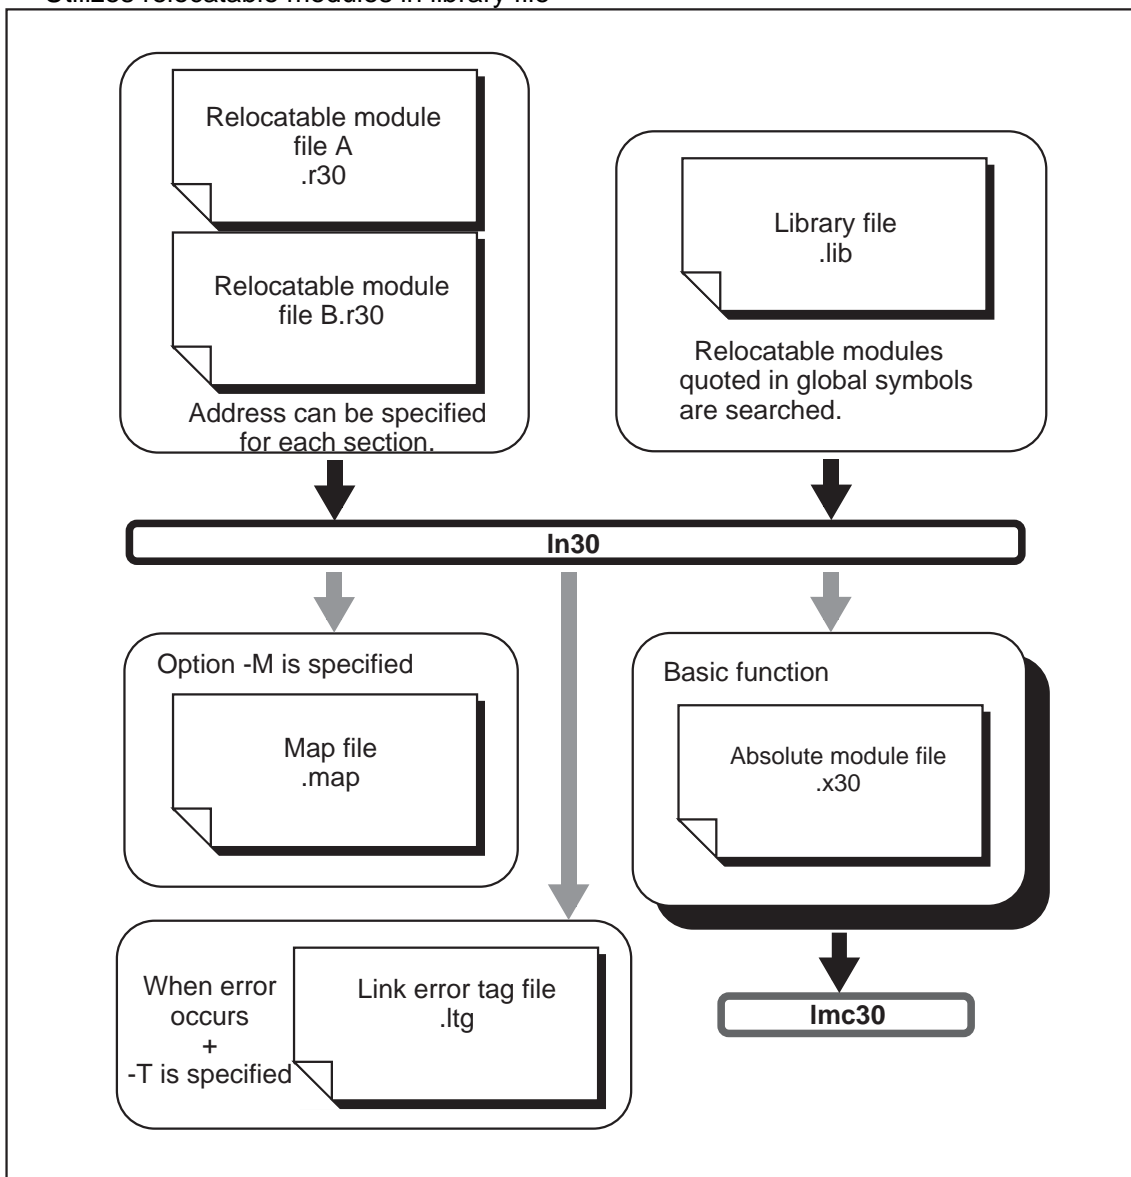 Utilizes relocatable modules in library file
Relocatable module
file A
.r30
Relocatable module
file B.r30
Address can be specified
for each section.
Library file
.lib
Relocatable modules
quoted in global symbols
are searched.
ln30
Option -M is specified
Map file
.map
Basic function
Absolute module file
.x30
When error
occurs
+
-T is specified
Link error tag file
.ltg
lmc30